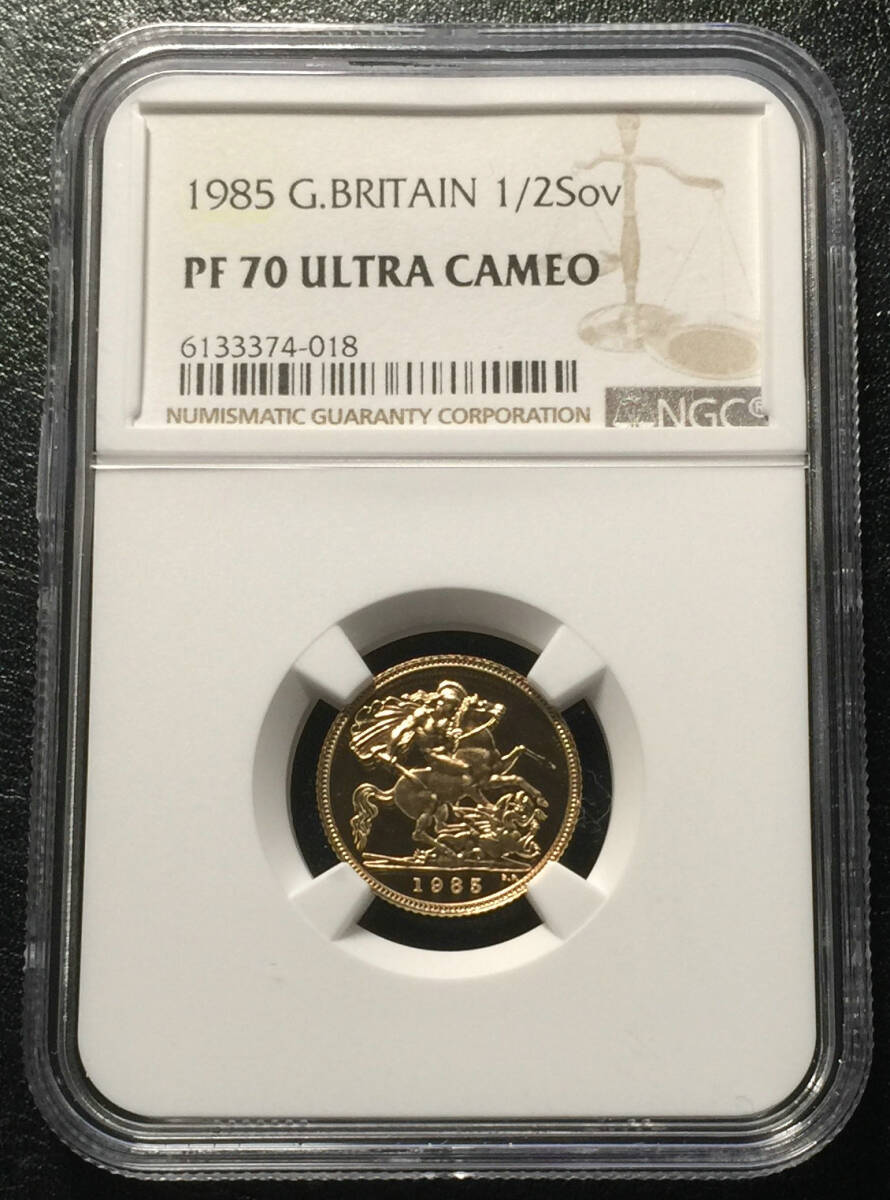 1985 G.BRITAIN 1/2Sov
PF 70 ULTRA CAMEO
6133374-018
NUMISMATIC GUARANTY CORPORATION
NGC®
1985
B.P.